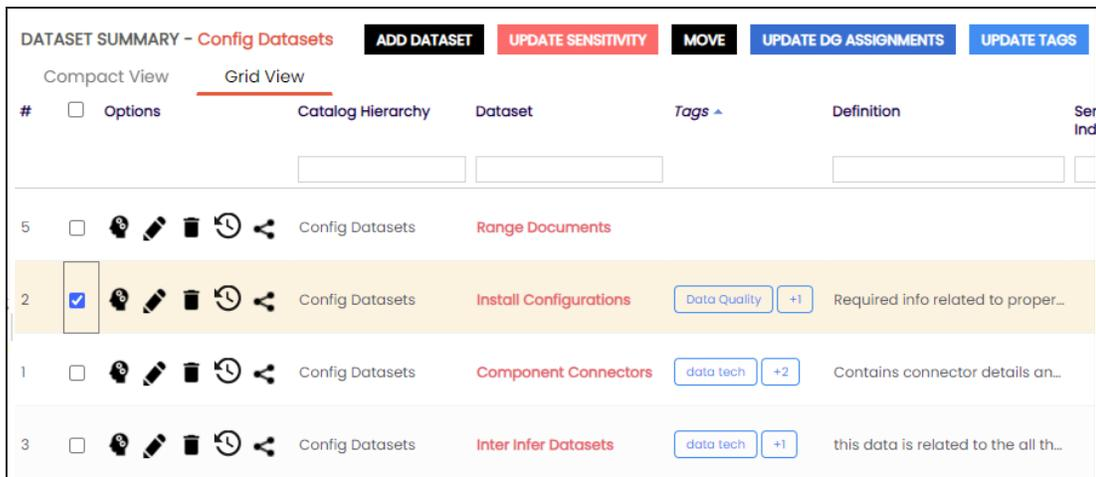 DATASET SUMMARY - Config Datasets ADD DATASET UPDATE SENSITIVITY MOVE UPDATE DG ASSIGNMENTS UPDATE TAGS
Compact View Grid View
# Options Catalog Hierarchy Dataset Tags Definition Ser
Ind
5 Config Datasets Range Documents
2 Config Datasets Install Configurations Data Quality +1 Required info related to proper...
1 Config Datasets Component Connectors data tech +2 Contains connector details an...
3 Config Datasets Inter Infer Datasets data tech +1 this data is related to the all th...